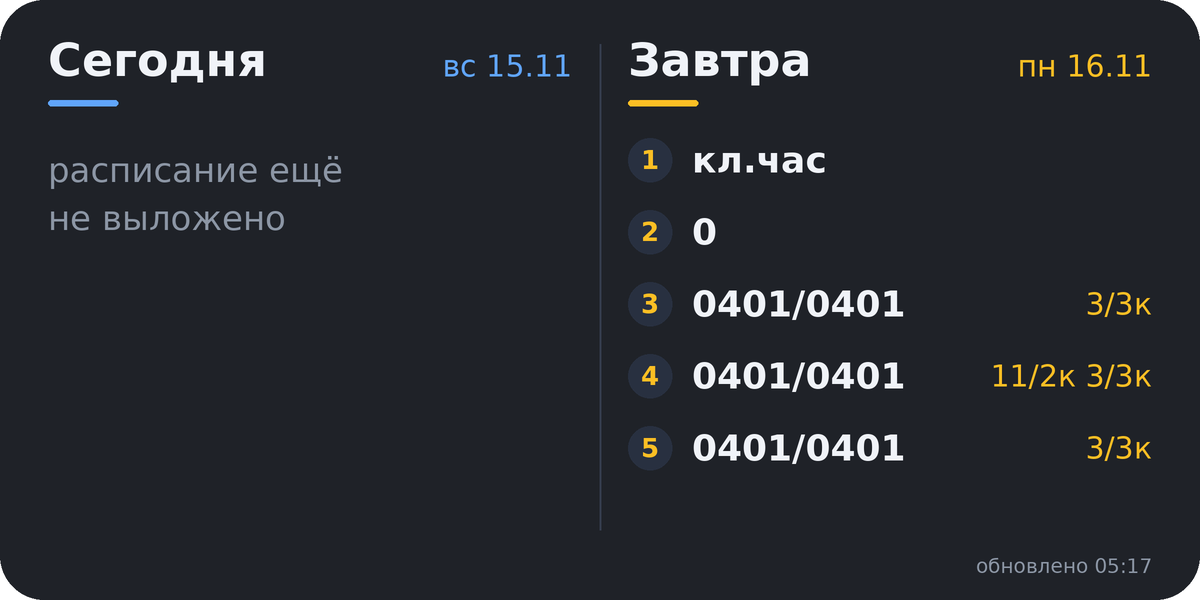 Сегодня вс 15.11
расписание ещё
не выложено
Завтра пн 16.11
1 кл.час
2 0
3 0401/0401 3/3к
4 0401/0401 11/2к 3/3к
5 0401/0401 3/3к
обновлено 05:17